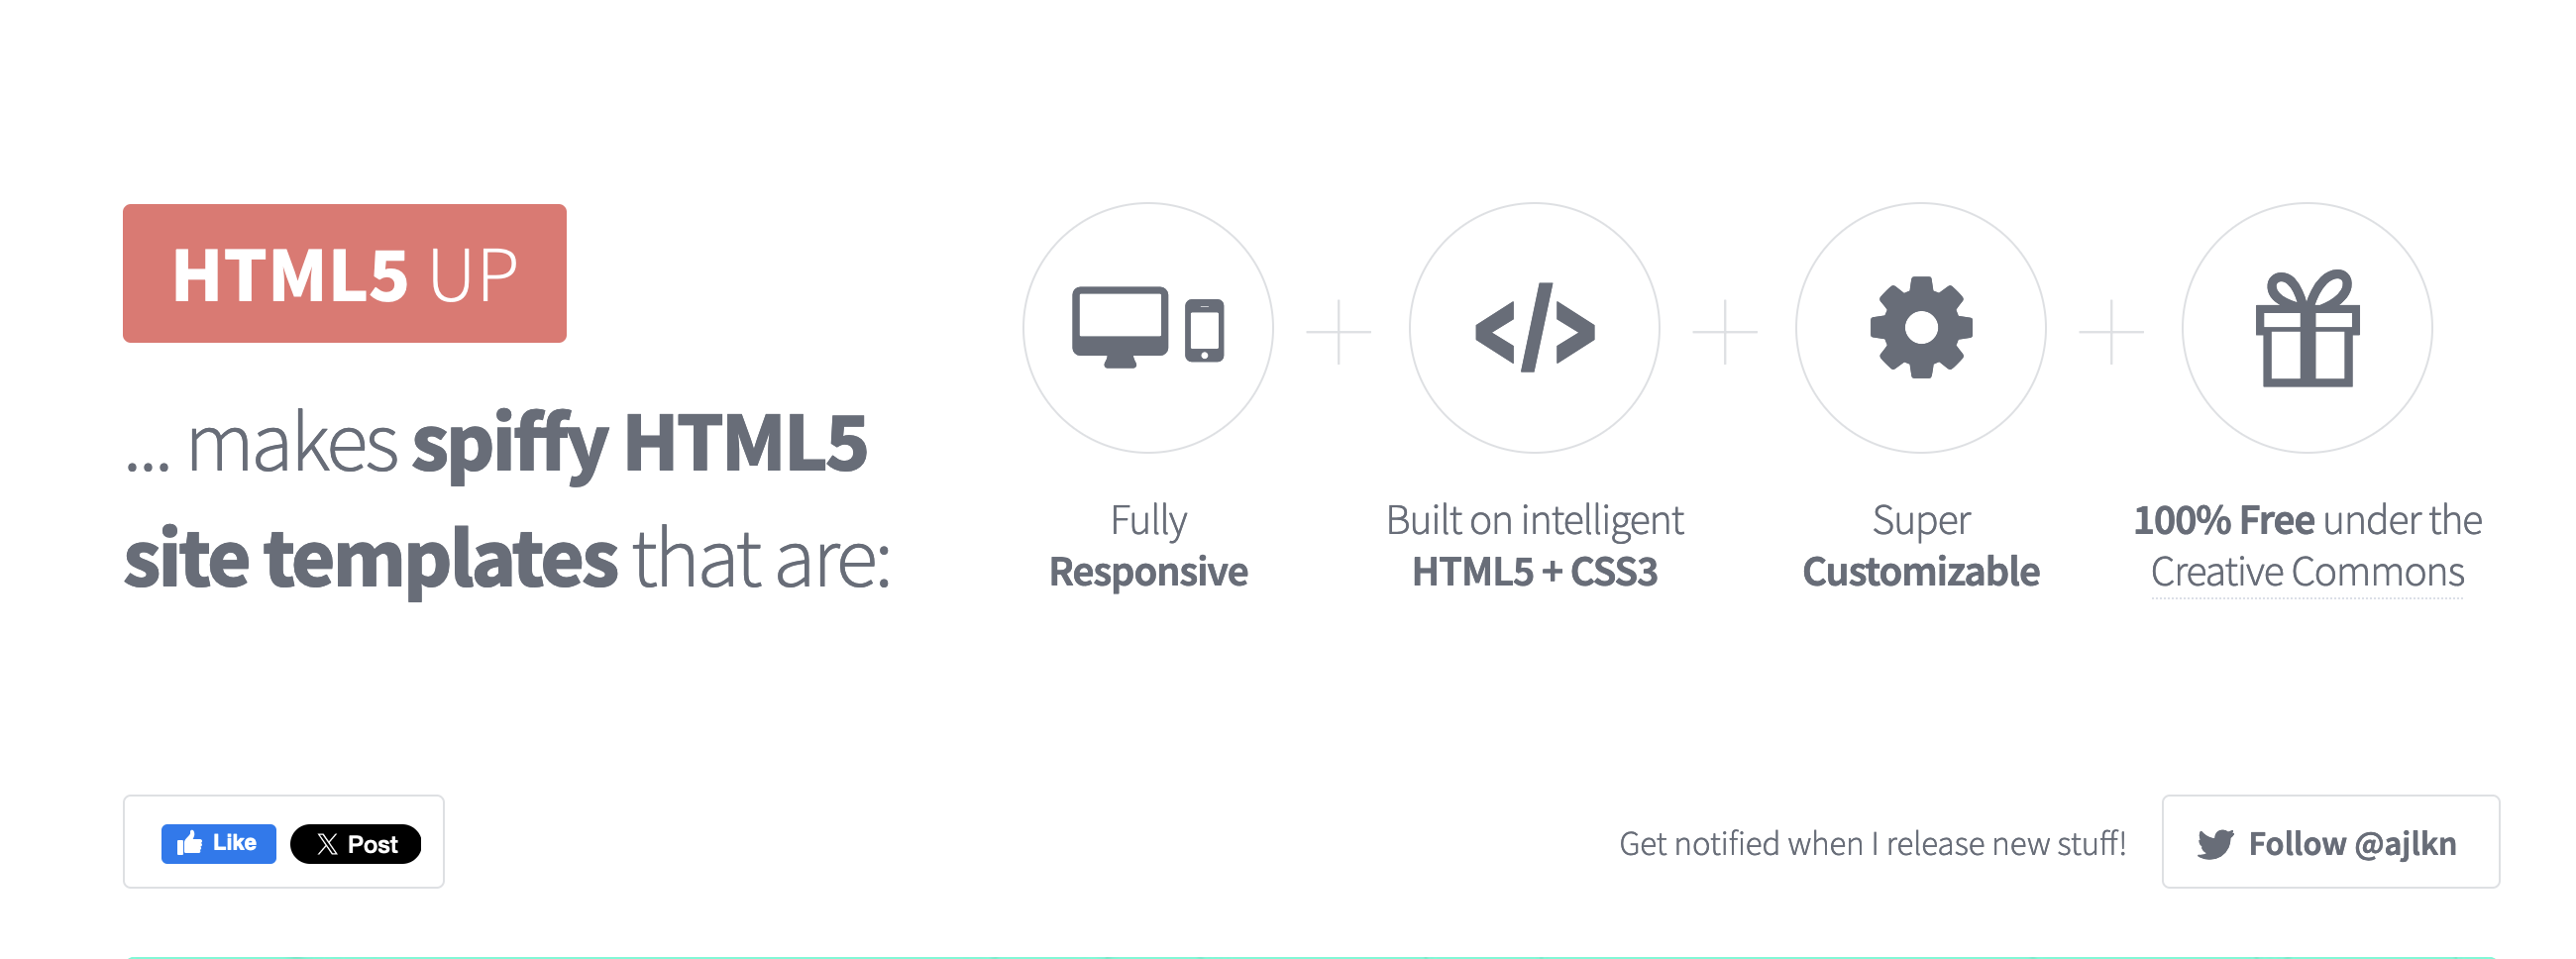 HTML5 UP
... makes spiffy HTML5
site templates that are:
Fully
Responsive
Built on intelligent
HTML5 + CSS3
Super
Customizable
100% Free under the
Creative Commons
Like
Post
Get notified when I release new stuff!
Follow @ajlkn